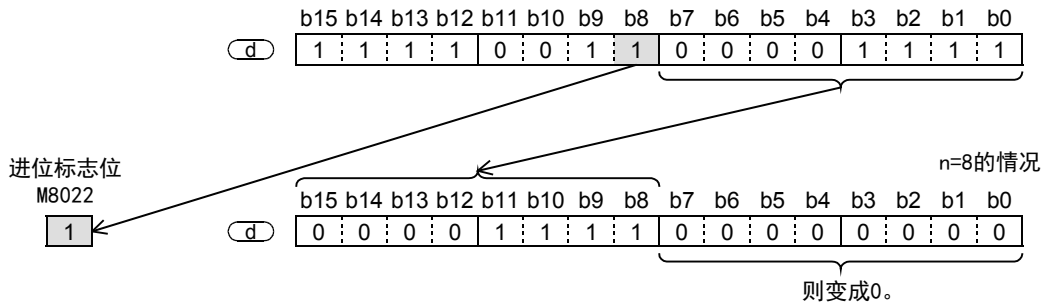 b15 b14 b13 b12 b11 b10 b9 b8 b7 b6 b5 b4 b3 b2 b1 b0
d 1 1 1 1 0 0 1 1 0 0 0 0 1 1 1 1
进位标志位
M8022
n=8的情况
b15 b14 b13 b12 b11 b10 b9 b8 b7 b6 b5 b4 b3 b2 b1 b0
1 d 0 0 0 0 1 1 1 1 0 0 0 0 0 0 0 0
则变成0。